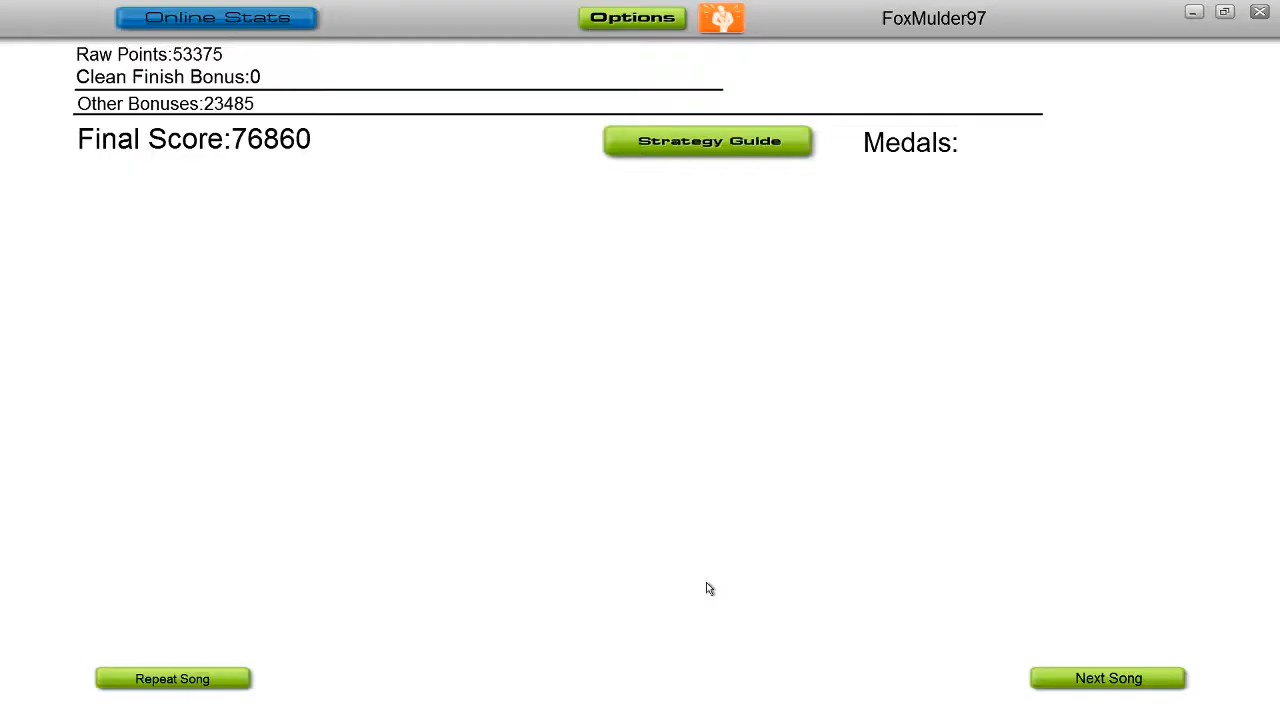 Online Stats
Options
FoxMulder97
Raw Points:53375
Clean Finish Bonus:0
Other Bonuses:23485
Final Score:76860
Strategy Guide
Medals:
Repeat Song
Next Song